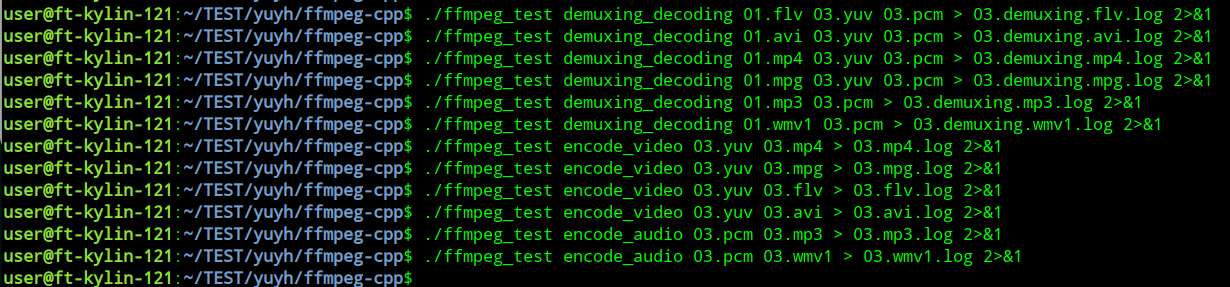 user@ft-kylin-121:~/TEST/yuyh/ffmpeg-cpp$ ./ffmpeg_test demuxing_decoding 01.flv 03.yuv 03.pcm > 03.demuxing.flv.log 2>&1
user@ft-kylin-121:~/TEST/yuyh/ffmpeg-cpp$ ./ffmpeg_test demuxing_decoding 01.avi 03.yuv 03.pcm > 03.demuxing.avi.log 2>&1
user@ft-kylin-121:~/TEST/yuyh/ffmpeg-cpp$ ./ffmpeg_test demuxing_decoding 01.mp4 03.yuv 03.pcm > 03.demuxing.mp4.log 2>&1
user@ft-kylin-121:~/TEST/yuyh/ffmpeg-cpp$ ./ffmpeg_test demuxing_decoding 01.mpg 03.yuv 03.pcm > 03.demuxing.mpg.log 2>&1
user@ft-kylin-121:~/TEST/yuyh/ffmpeg-cpp$ ./ffmpeg_test demuxing_decoding 01.mp3 03.pcm > 03.demuxing.mp3.log 2>&1
user@ft-kylin-121:~/TEST/yuyh/ffmpeg-cpp$ ./ffmpeg_test demuxing_decoding 01.wmv1 03.pcm > 03.demuxing.wmv1.log 2>&1
user@ft-kylin-121:~/TEST/yuyh/ffmpeg-cpp$ ./ffmpeg_test encode_video 03.yuv 03.mp4 > 03.mp4.log 2>&1
user@ft-kylin-121:~/TEST/yuyh/ffmpeg-cpp$ ./ffmpeg_test encode_video 03.yuv 03.mpg > 03.mpg.log 2>&1
user@ft-kylin-121:~/TEST/yuyh/ffmpeg-cpp$ ./ffmpeg_test encode_video 03.yuv 03.flv > 03.flv.log 2>&1
user@ft-kylin-121:~/TEST/yuyh/ffmpeg-cpp$ ./ffmpeg_test encode_video 03.yuv 03.avi > 03.avi.log 2>&1
user@ft-kylin-121:~/TEST/yuyh/ffmpeg-cpp$ ./ffmpeg_test encode_audio 03.pcm 03.mp3 > 03.mp3.log 2>&1
user@ft-kylin-121:~/TEST/yuyh/ffmpeg-cpp$ ./ffmpeg_test encode_audio 03.pcm 03.wmv1 > 03.wmv1.log 2>&1
user@ft-kylin-121:~/TEST/yuyh/ffmpeg-cpp$